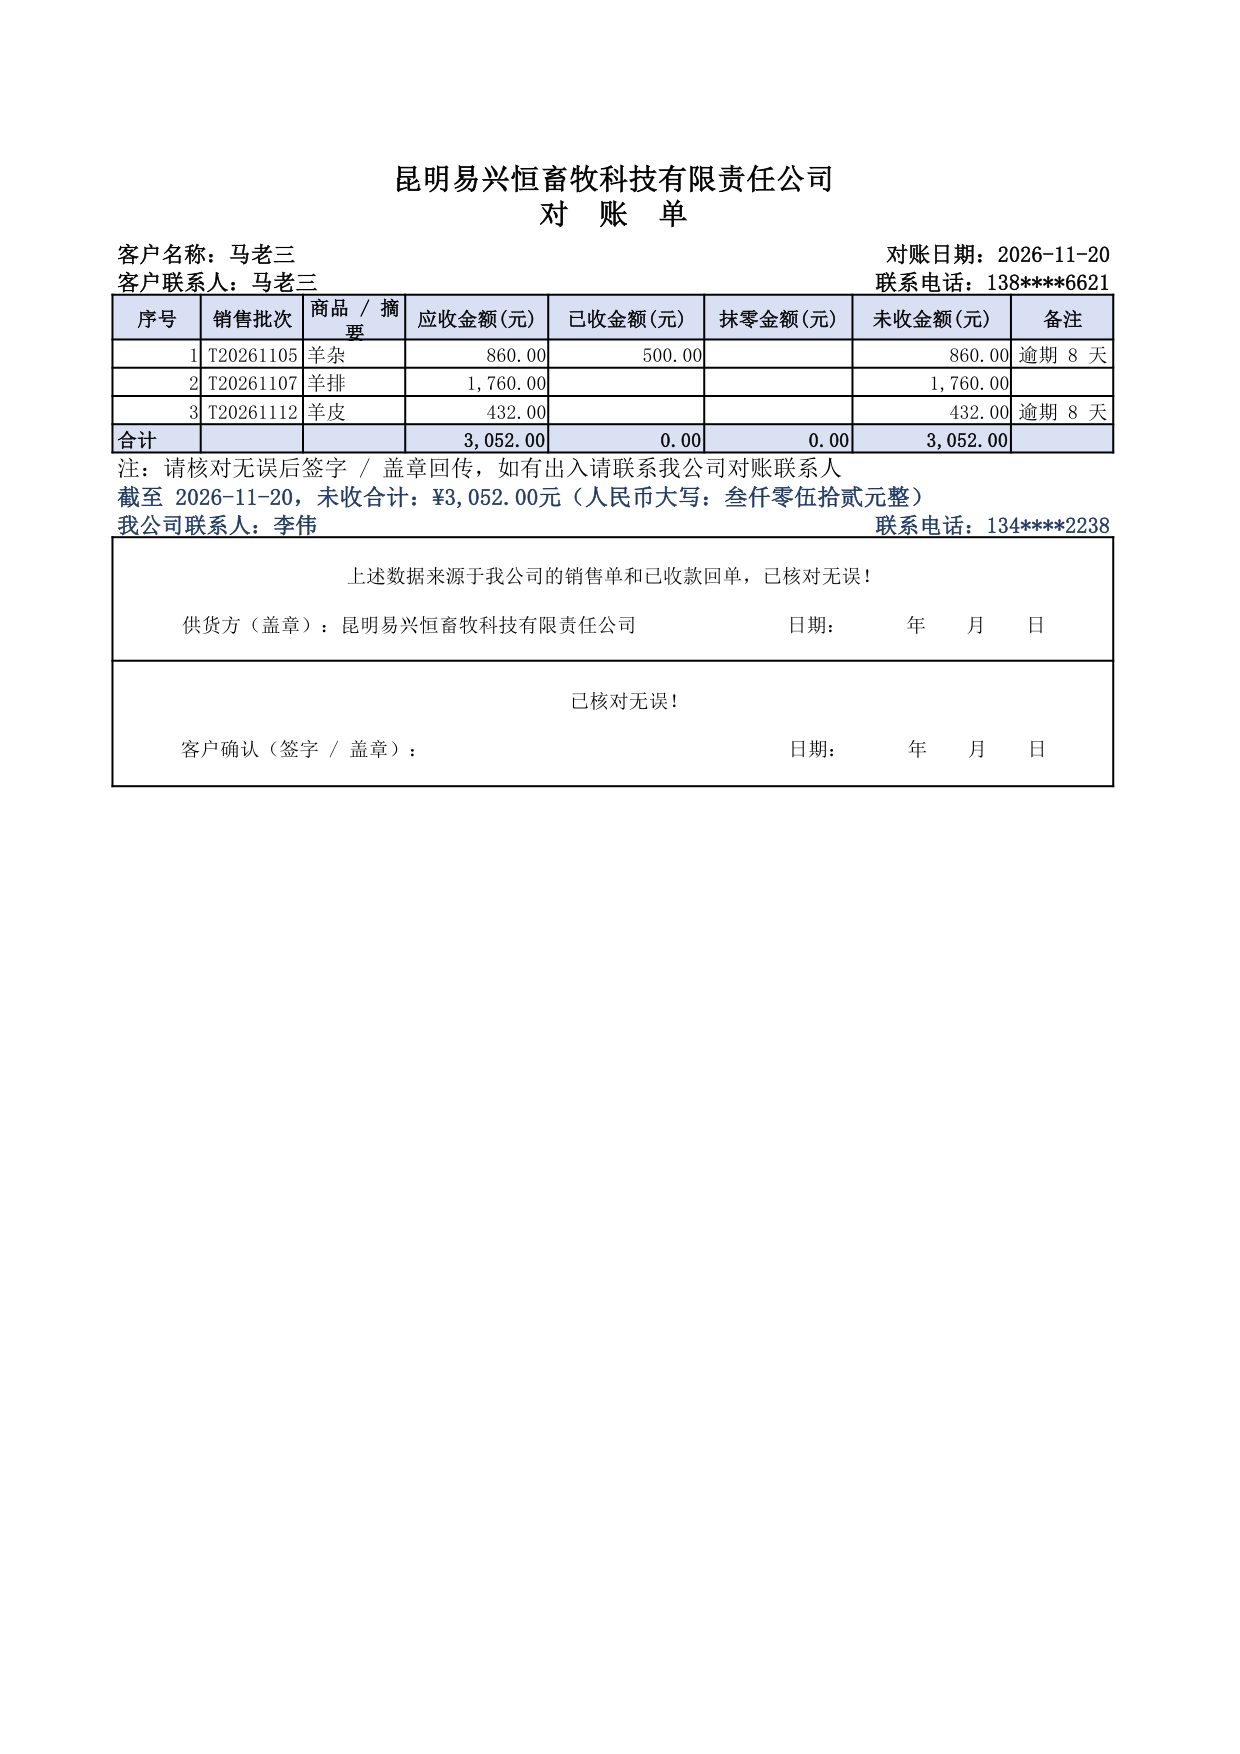 昆明易兴恒畜牧科技有限责任公司
对 账 单
客户名称：马老三 对账日期：2026-11-20
客户联系人：马老三 联系电话：138****6621
序号 销售批次 商品 / 摘要 应收金额(元) 已收金额(元) 抹零金额(元) 未收金额(元) 备注
1 T20261105 羊杂 860.00 500.00 860.00 逾期 8 天
2 T20261107 羊排 1,760.00 1,760.00
3 T20261112 羊皮 432.00 432.00 逾期 8 天
合计 3,052.00 0.00 0.00 3,052.00
注：请核对无误后签字 / 盖章回传，如有出入请联系我公司对账联系人
截至 2026-11-20，未收合计：¥3,052.00元（人民币大写：叁仟零伍拾贰元整）
我公司联系人：李伟 联系电话：134****2238
上述数据来源于我公司的销售单和已收款回单，已核对无误！
供货方（盖章）：昆明易兴恒畜牧科技有限责任公司 日期： 年 月 日
已核对无误！
客户确认（签字 / 盖章）： 日期： 年 月 日